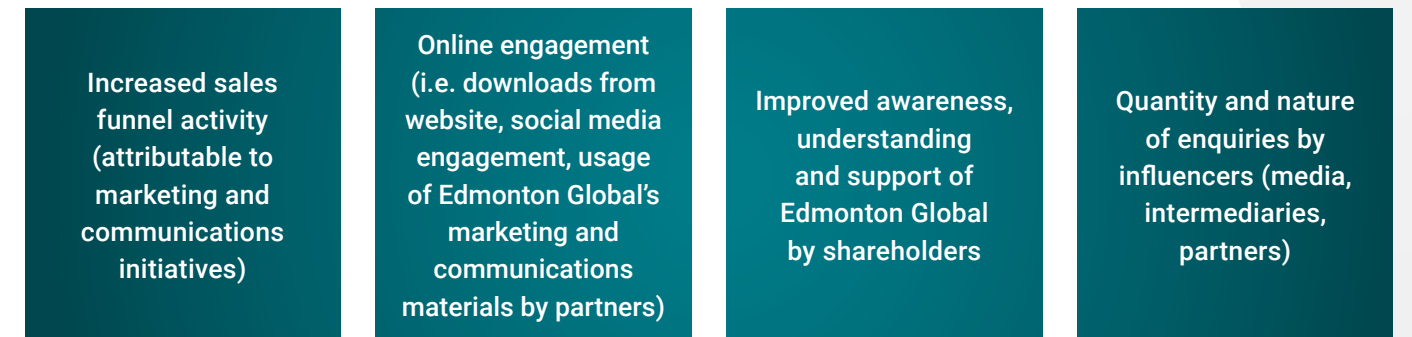 Increased sales
funnel activity
(attributable to
marketing and
communications
initiatives)
Online engagement
(i.e. downloads from
website, social media
engagement, usage
of Edmonton Global’s
marketing and
communications
materials by partners)
Improved awareness,
understanding
and support of
Edmonton Global
by shareholders
Quantity and nature
of enquiries by
influencers (media,
intermediaries,
partners)